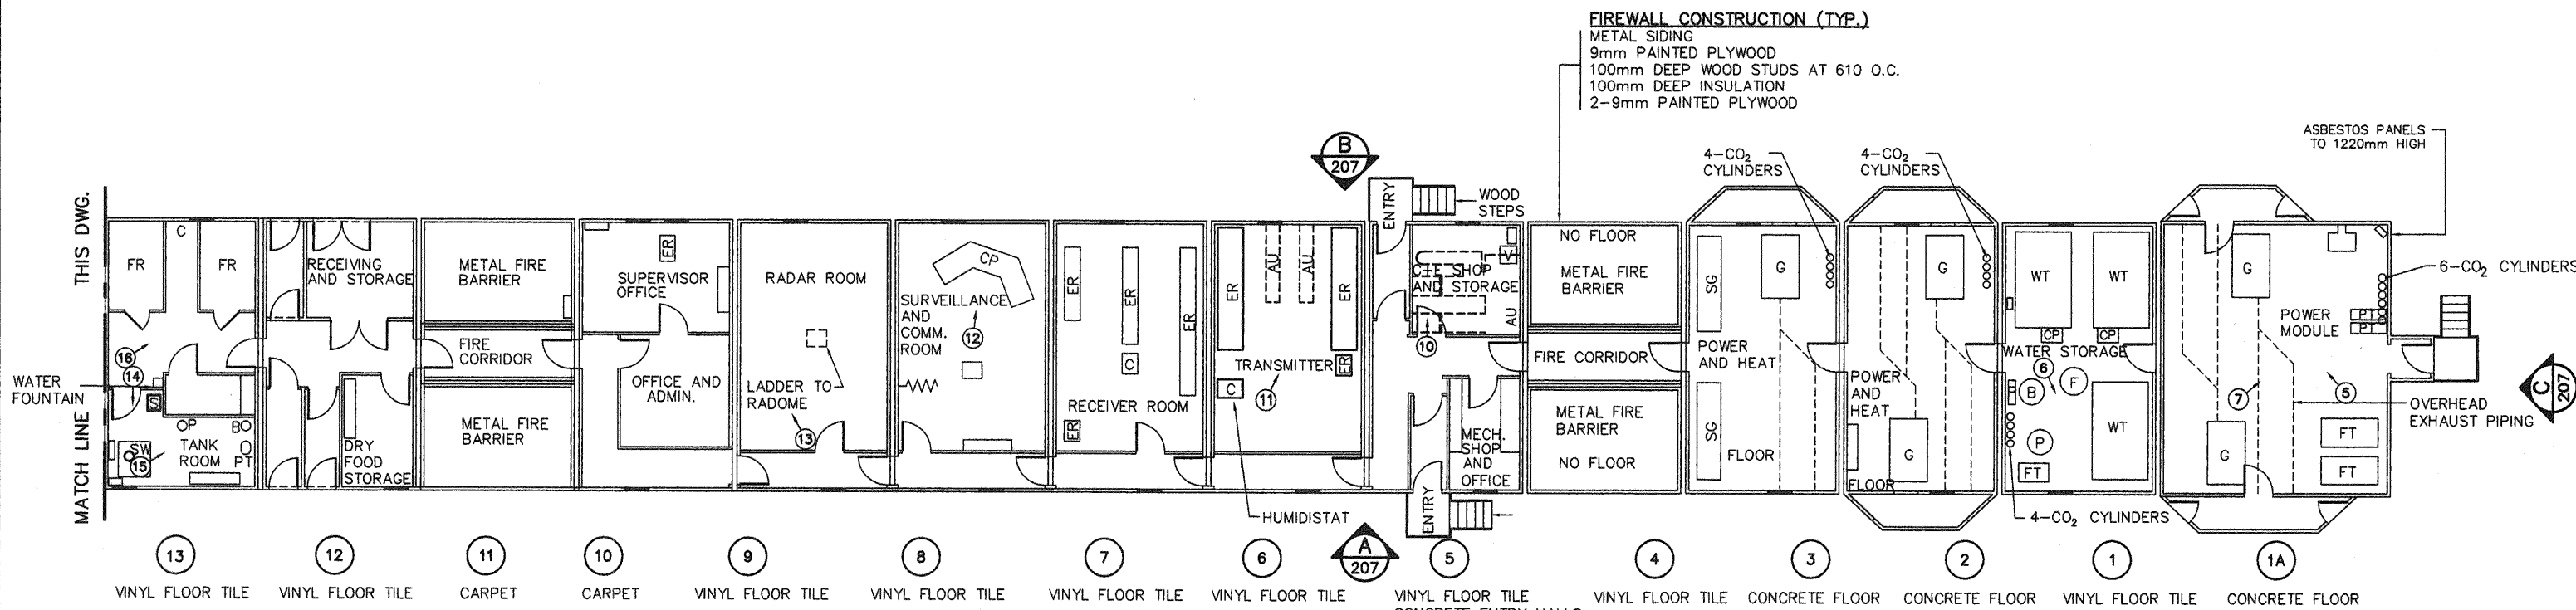 FIREWALL CONSTRUCTION (TYP.)
METAL SIDING
9mm PAINTED PLYWOOD
100mm DEEP WOOD STUDS AT 610 O.C.
100mm DEEP INSULATION
2-9mm PAINTED PLYWOOD
ASBESTOS PANELS
TO 1220mm HIGH
B
207
4-CO₂
CYLINDERS
4-CO₂
CYLINDERS
WOOD
STEPS
ENTRY
THIS DWG.
MATCH LINE
WATER
FOUNTAIN
FR
C
FR
16
14
S
P
B
SW
15
TANK
ROOM
PT
RECEIVING
AND STORAGE
DRY
FOOD
STORAGE
METAL FIRE
BARRIER
FIRE
CORRIDOR
METAL FIRE
BARRIER
ER
SUPERVISOR
OFFICE
OFFICE AND
ADMIN.
RADAR ROOM
LADDER TO
RADOME
13
CP
SURVEILLANCE
AND
COMM.
ROOM
12
ER
ER
ER
C
RECEIVER ROOM
ER
ER
AU
AU
ER
TRANSMITTER
ER
C
11
HUMIDISTAT
V
C+E SHOP
AND STORAGE
AU
10
MECH.
SHOP
AND
OFFICE
ENTRY
NO FLOOR
METAL FIRE
BARRIER
FIRE CORRIDOR
METAL FIRE
BARRIER
NO FLOOR
SG
G
POWER
AND HEAT
SG
FLOOR
G
POWER
AND
HEAT
G
FLOOR
WT
WT
CP
CP
WATER STORAGE
6
B
F
P
FT
WT
4-CO₂ CYLINDERS
G
6-CO₂ CYLINDERS
POWER
MODULE
PT
PT
7
5
OVERHEAD
EXHAUST PIPING
G
FT
FT
C
207
A
207
13
12
11
10
9
8
7
6
5
4
3
2
1
1A
VINYL FLOOR TILE
VINYL FLOOR TILE
CARPET
CARPET
VINYL FLOOR TILE
VINYL FLOOR TILE
VINYL FLOOR TILE
VINYL FLOOR TILE
VINYL FLOOR TILE
VINYL FLOOR TILE
CONCRETE FLOOR
CONCRETE FLOOR
VINYL FLOOR TILE
CONCRETE FLOOR